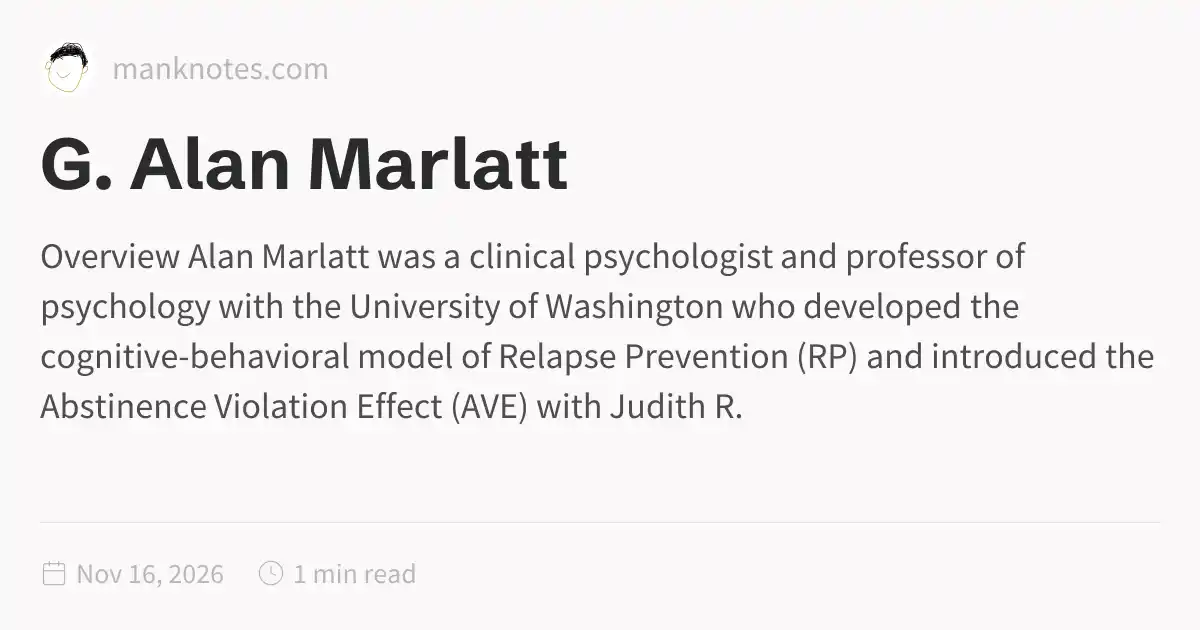 manknotes.com
G. Alan Marlatt
Overview Alan Marlatt was a clinical psychologist and professor of
psychology with the University of Washington who developed the
cognitive-behavioral model of Relapse Prevention (RP) and introduced the
Abstinence Violation Effect (AVE) with Judith R.
Nov 16, 2026 1 min read